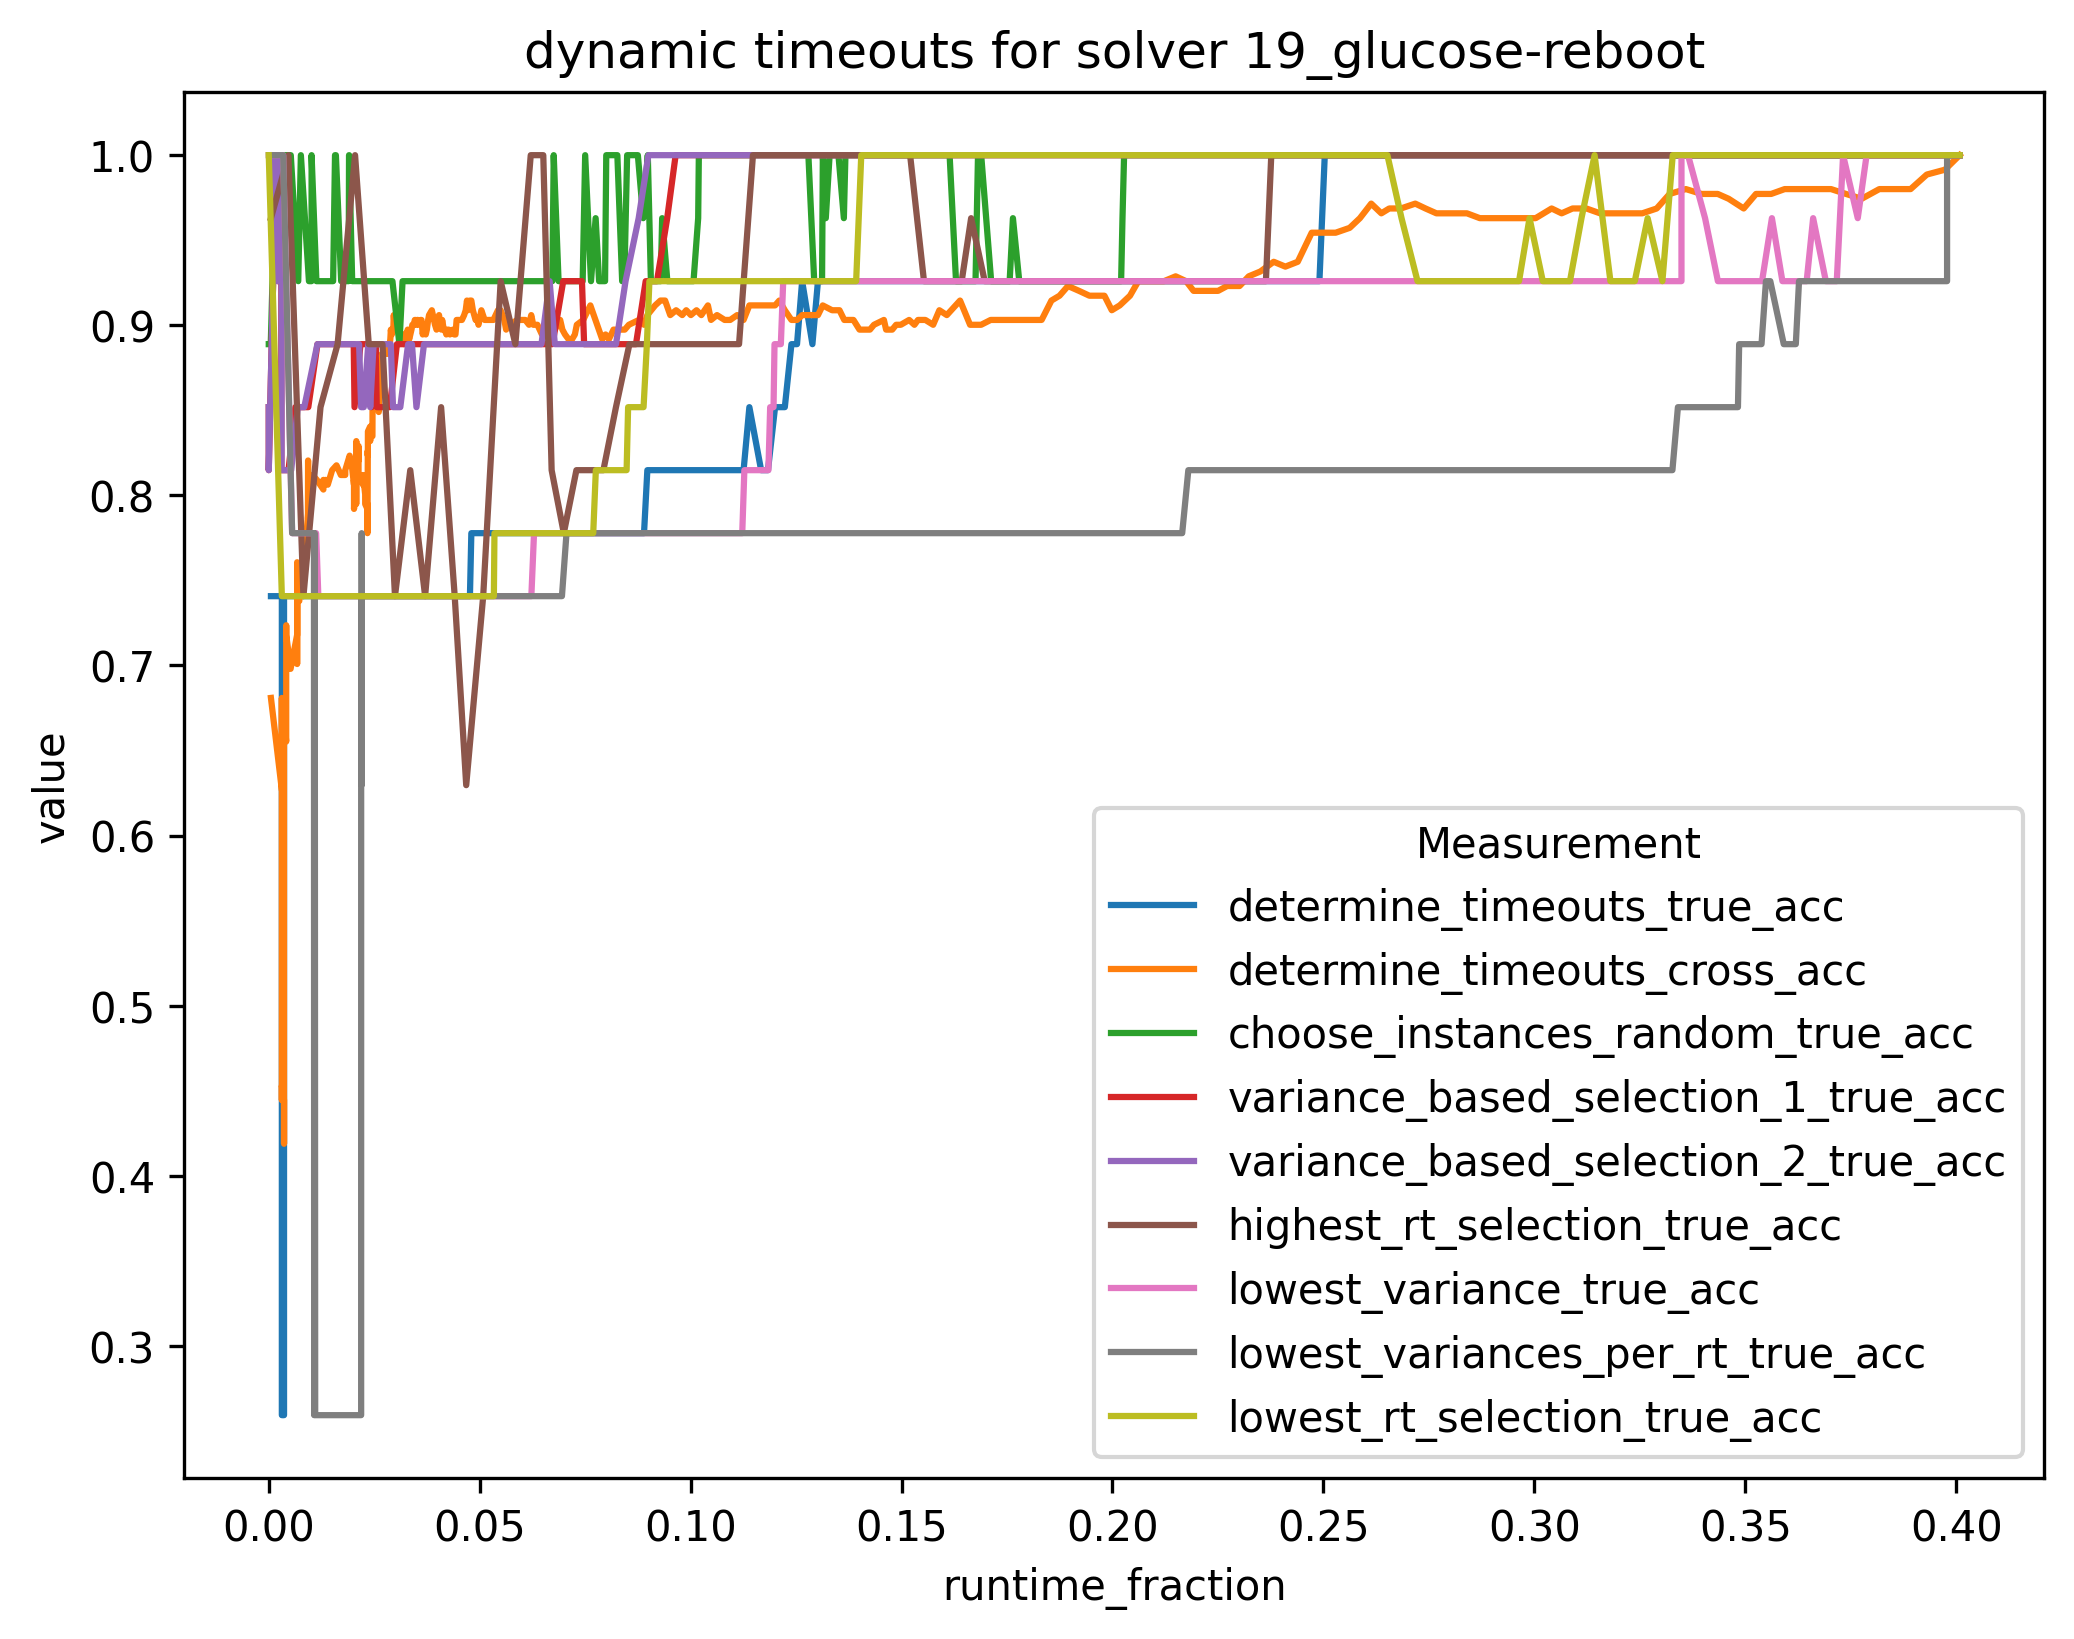 dynamic timeouts for solver 19_glucose-reboot
1.0
0.9
0.8
0.7
0.6
0.5
0.4
0.3
value
Measurement
determine_timeouts_true_acc
determine_timeouts_cross_acc
choose_instances_random_true_acc
variance_based_selection_1_true_acc
variance_based_selection_2_true_acc
highest_rt_selection_true_acc
lowest_variance_true_acc
lowest_variances_per_rt_true_acc
lowest_rt_selection_true_acc
0.00 0.05 0.10 0.15 0.20 0.25 0.30 0.35 0.40
runtime_fraction